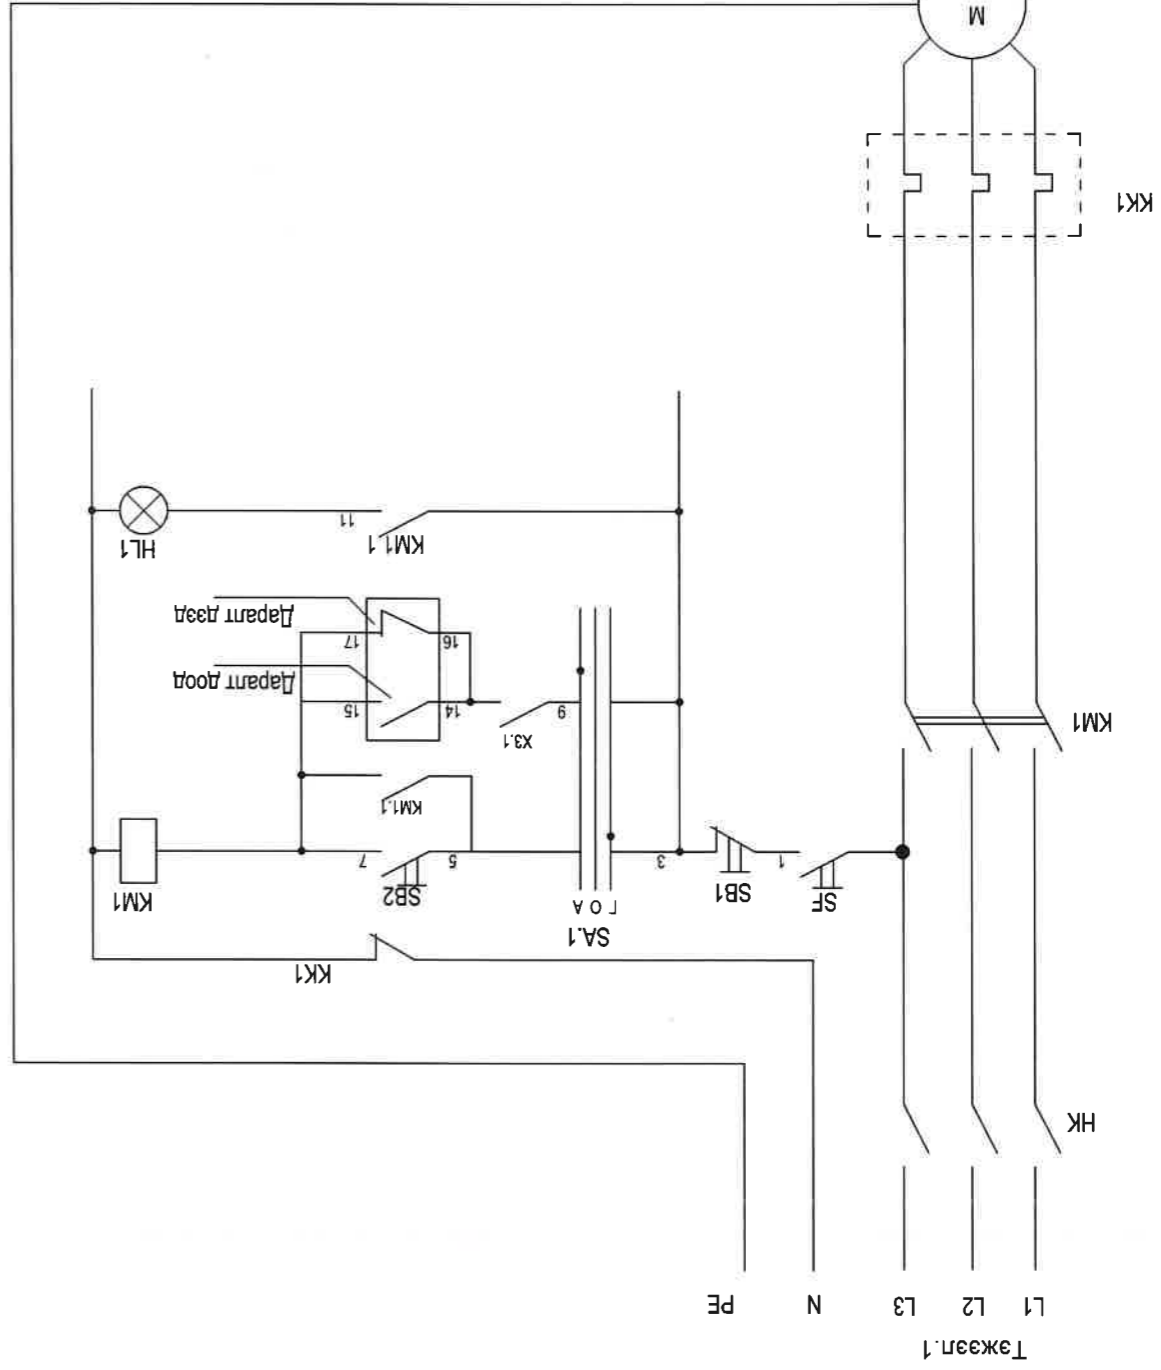 Тэжээл.1
L1 L2 L3 N PE
HK
KK1
SA.1
Г О А
SF
SB1
SB2
KM1
1
3
5
7
KM1.1
KM1
X3.1
9
14
15
Даралт доод
16
17
Даралт дээд
KM1.1
11
HL1
KK1
M